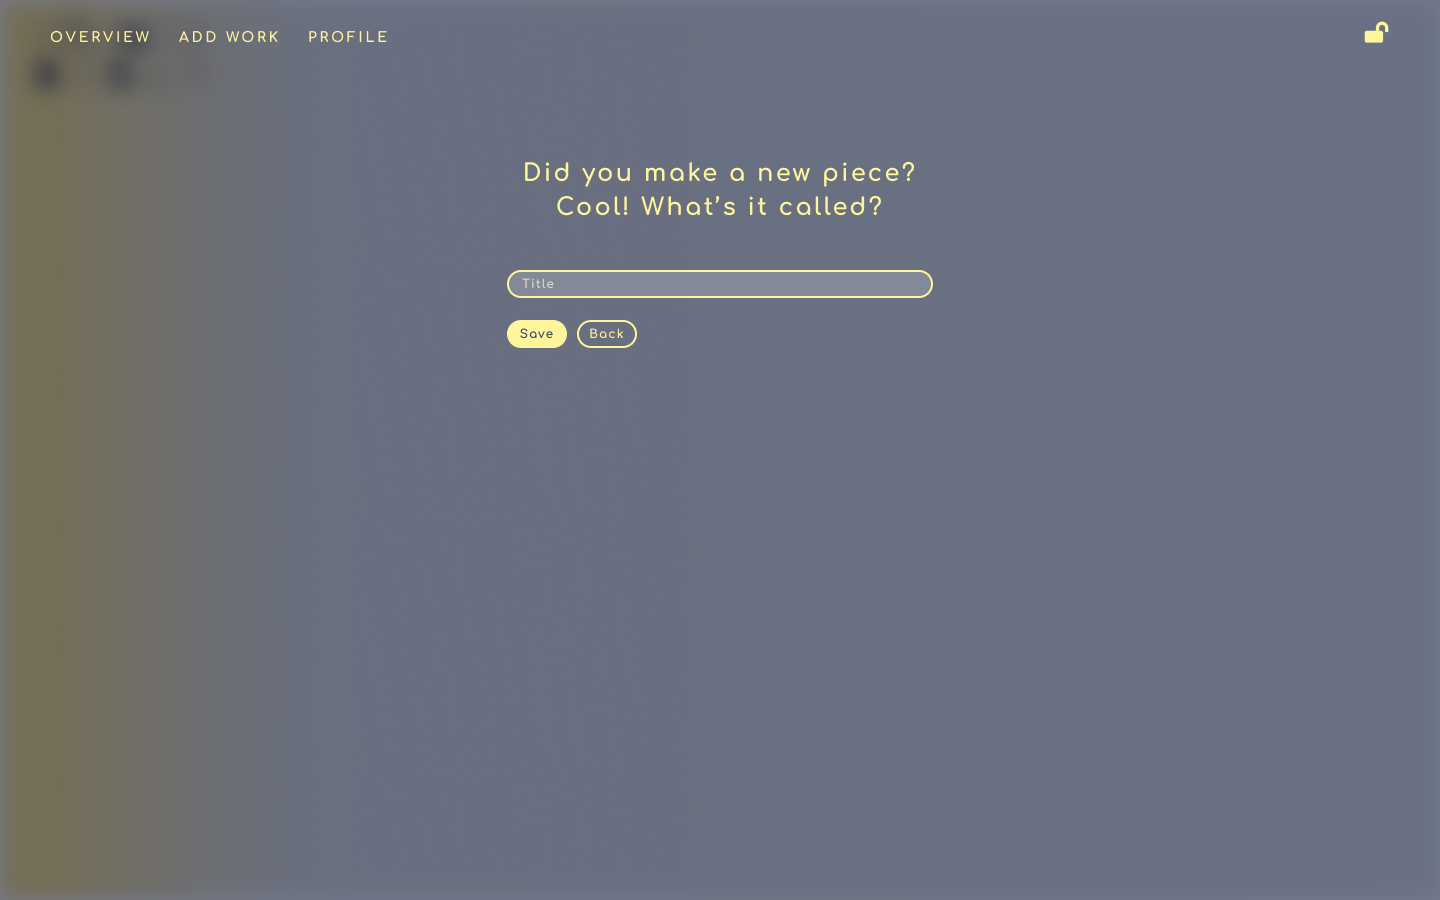 OVERVIEW ADD WORK PROFILE
Did you make a new piece?
Cool! What’s it called?
Title
Save Back